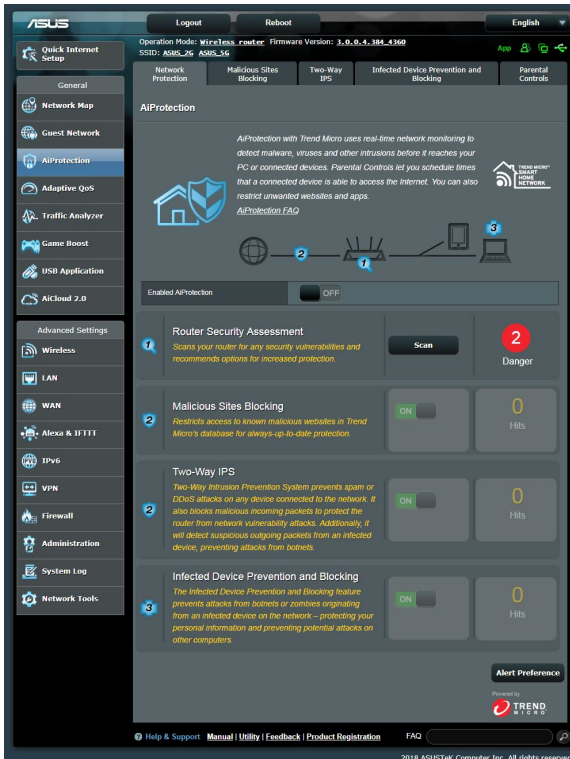 ASUS
Logout
Reboot
English
Quick Internet
Setup
Operation Mode: Wireless router Firmware Version: 3.0.0.4.384_4360
SSID: ASUS_2G ASUS_5G
App
General
Network Map
Guest Network
AiProtection
Adaptive QoS
Traffic Analyzer
Game Boost
USB Application
AiCloud 2.0
Advanced Settings
Wireless
LAN
WAN
Alexa & IFTTT
IPv6
VPN
Firewall
Administration
System Log
Network Tools
Network
Protection
Malicious Sites
Blocking
Two-Way
IPS
Infected Device Prevention and
Blocking
Parental
Controls
AiProtection
AiProtection with Trend Micro uses real-time network monitoring to
detect malware, viruses and other intrusions before it reaches your
PC or connected devices. Parental Controls let you schedule times
that a connected device is able to access the Internet. You can also
restrict unwanted websites and apps.
AiProtection FAQ
TREND MICRO™
SMART
HOME
NETWORK
2
1
3
Enabled AiProtection
OFF
1
Router Security Assessment
Scans your router for any security vulnerabilities and
recommends options for increased protection.
Scan
2
Danger
2
Malicious Sites Blocking
Restricts access to known malicious websites in Trend
Micro's database for always-up-to-date protection.
ON
0
Hits
2
Two-Way IPS
Two-Way Intrusion Prevention System prevents spam or
DDoS attacks on any device connected to the network. It
also blocks malicious incoming packets to protect the
router from network vulnerability attacks. Additionally, it
will detect suspicious outgoing packets from an infected
device, preventing attacks from botnets.
ON
0
Hits
3
Infected Device Prevention and Blocking
The Infected Device Prevention and Blocking feature
prevents attacks from botnets or zombies originating
from an infected device on the network – protecting your
personal information and preventing potential attacks on
other computers.
ON
0
Hits
Alert Preference
Powered by
TREND
MICRO
Help & Support
Manual | Utility | Feedback | Product Registration
FAQ
2018 ASUSTeK Computer Inc. All rights reserved